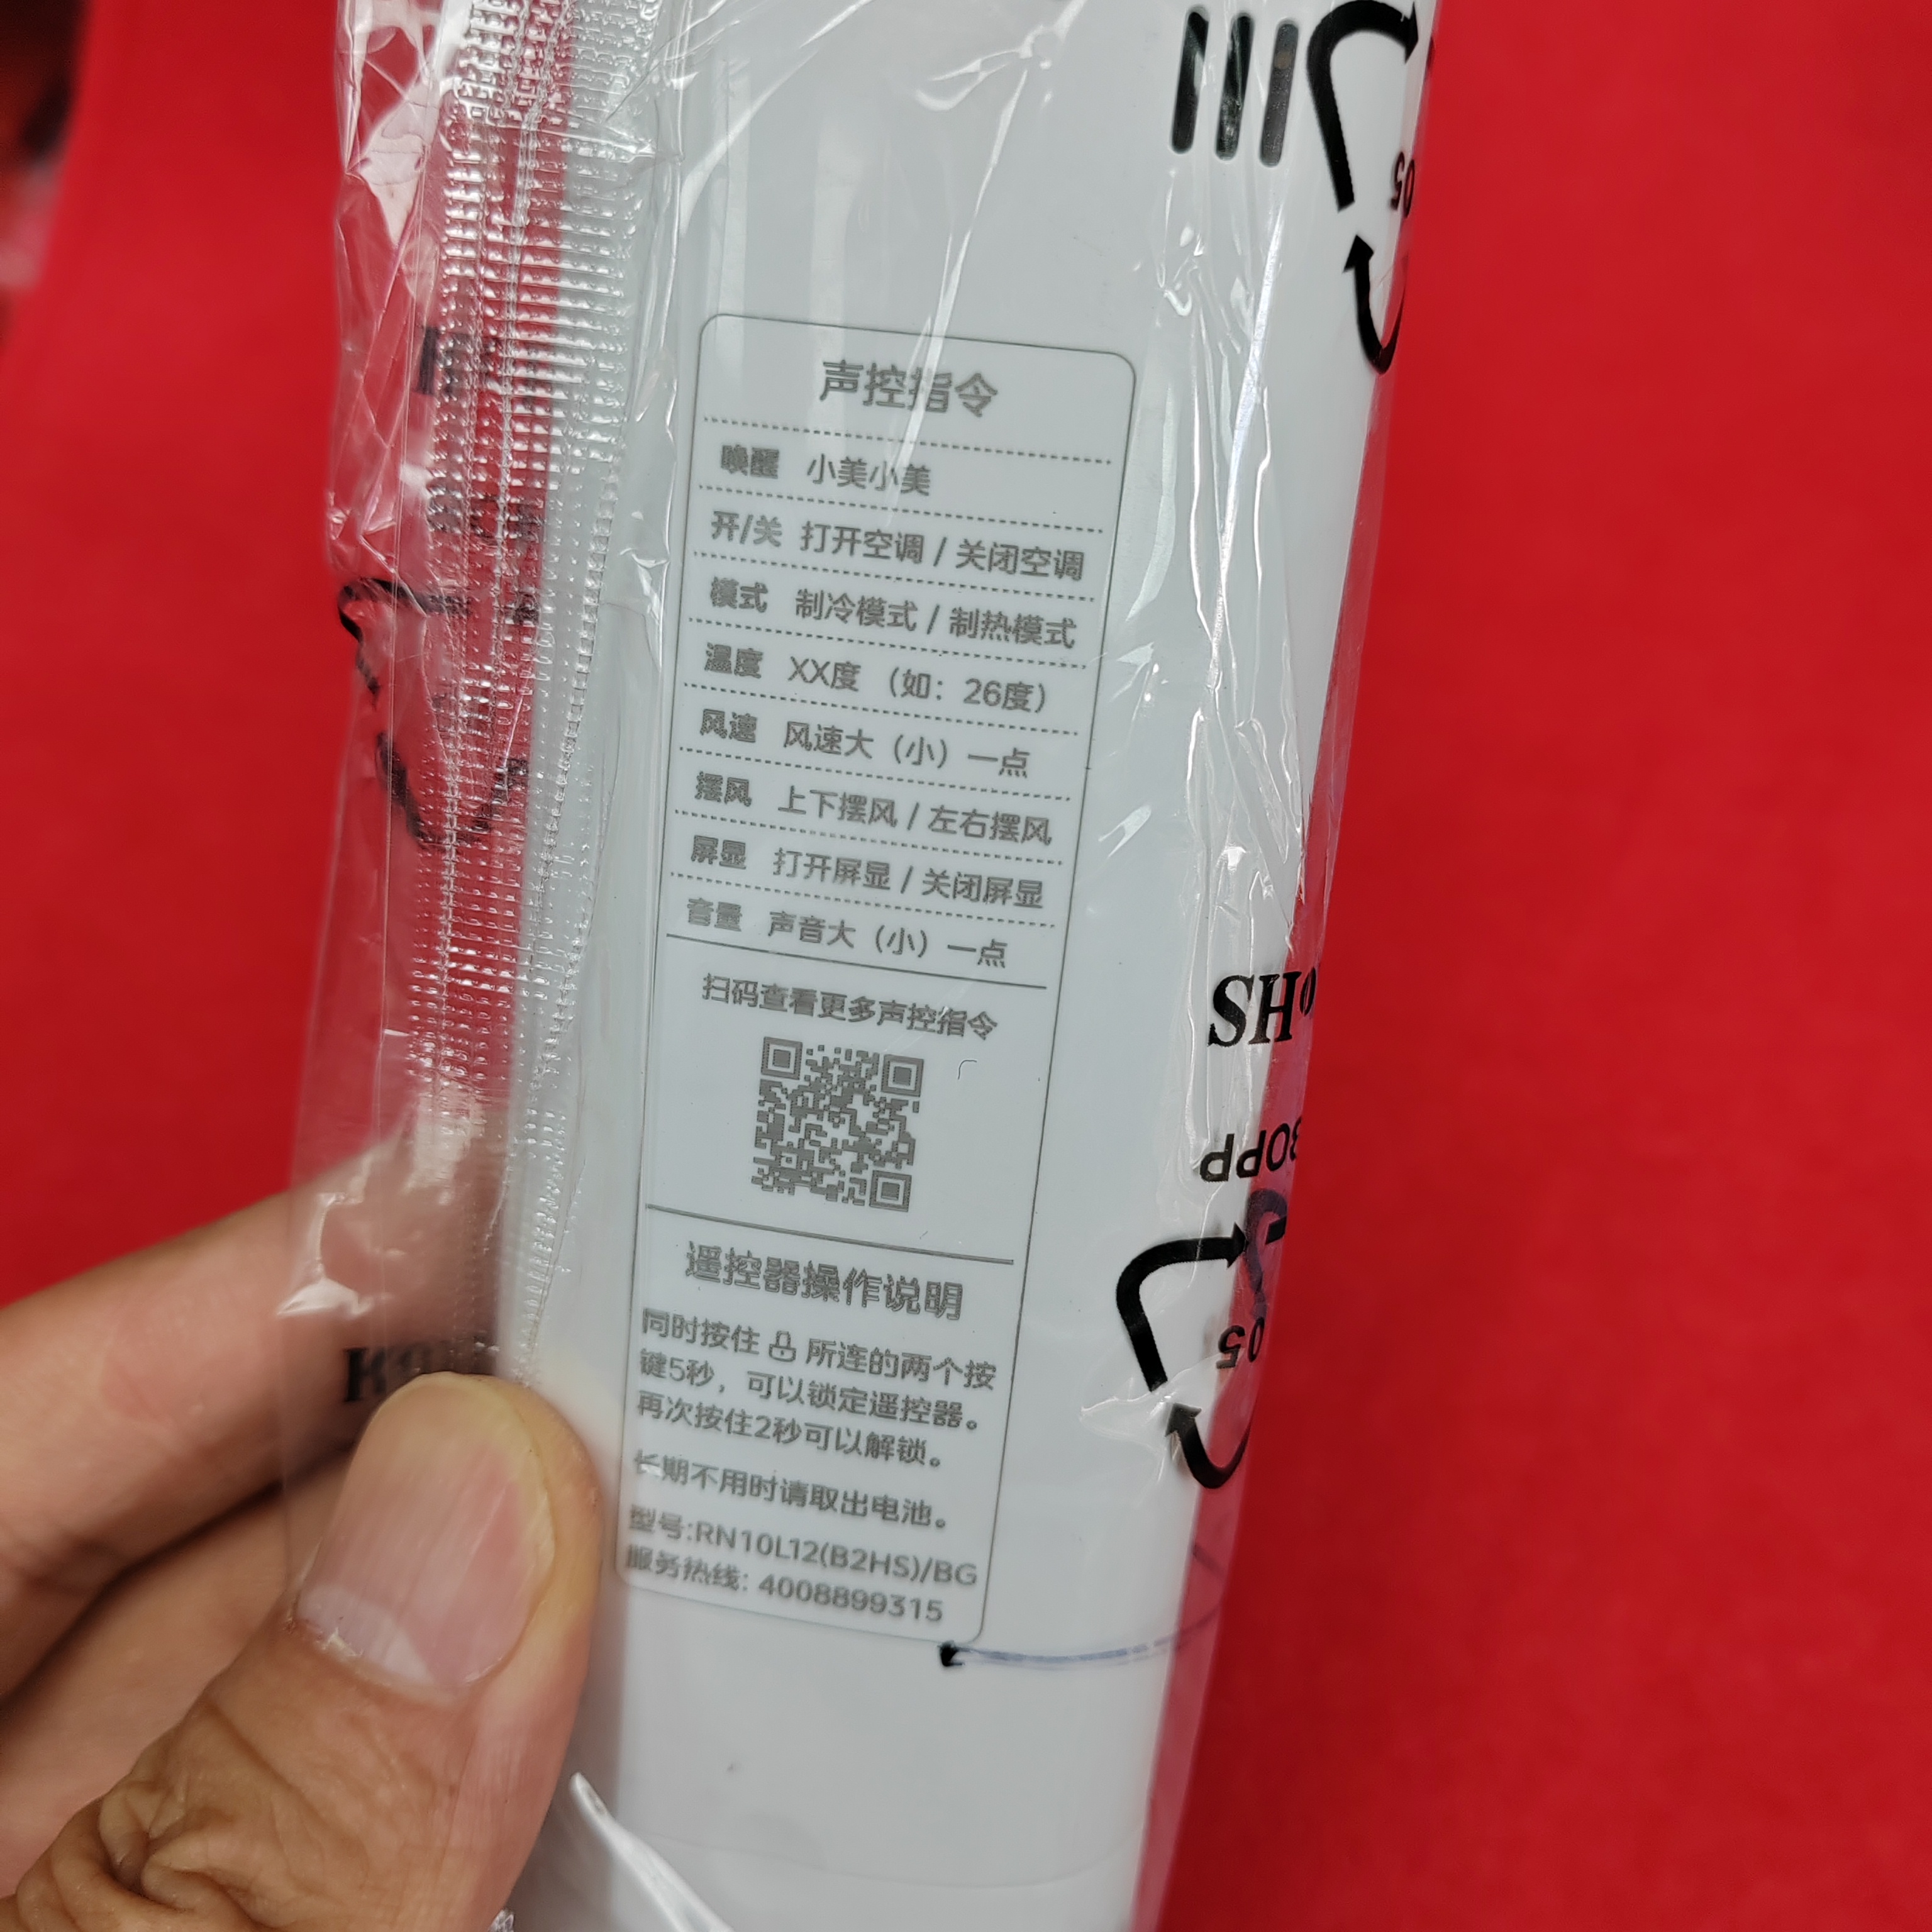 声控指令
唤醒 小美小美
开/关 打开空调 / 关闭空调
模式 制冷模式 / 制热模式
温度 XX度 （如：26度）
风速 风速大（小）一点
摆风 上下摆风 / 左右摆风
屏显 打开屏显 / 关闭屏显
音量 声音大（小）一点
扫码查看更多声控指令
遥控器操作说明
同时按住 所连的两个按
键5秒，可以锁定遥控器。
再次按住2秒可以解锁。
长期不用时请取出电池。
型号:RN10L12(B2HS)/BG
服务热线: 4008899315
05
05